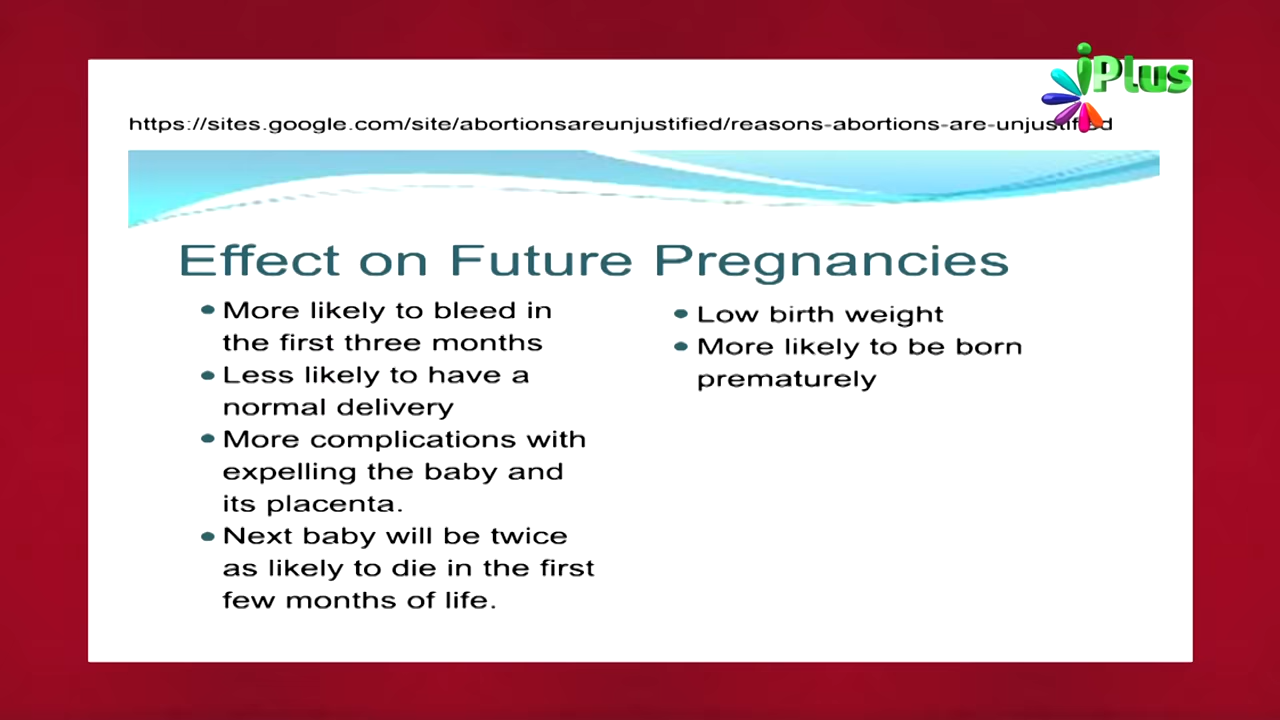 iPlus
https://sites.google.com/site/abortionsareunjustified/reasons-abortions-are-unjustified
Effect on Future Pregnancies
• More likely to bleed in
the first three months
• Less likely to have a
normal delivery
• More complications with
expelling the baby and
its placenta.
• Next baby will be twice
as likely to die in the first
few months of life.
• Low birth weight
• More likely to be born
prematurely